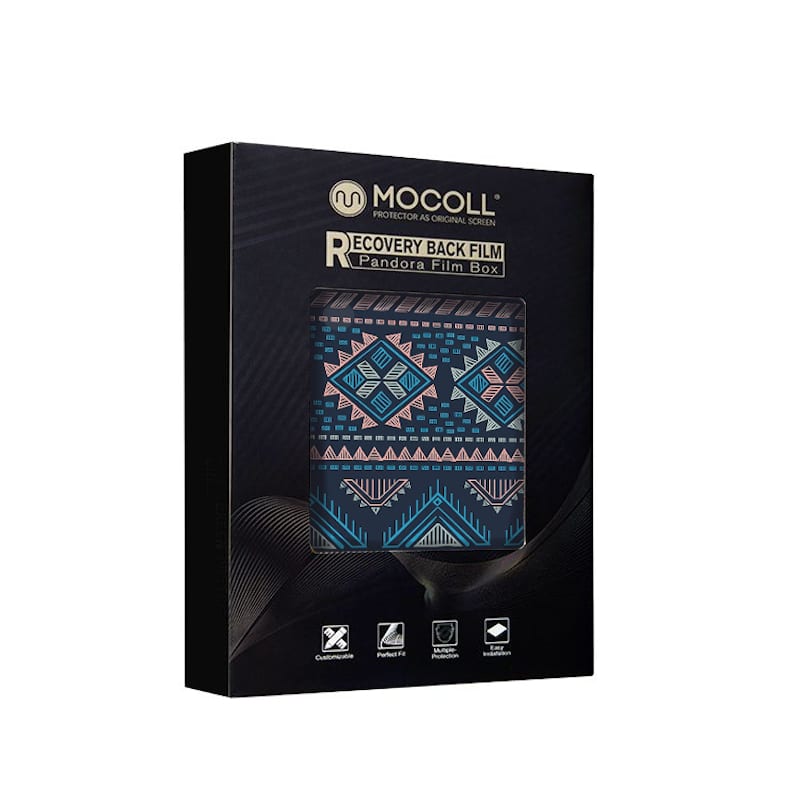 MOCOLL®
PROTECTOR AS ORIGINAL SCREEN
RECOVERY BACK FILM
Pandora Film Box
Customizable
Perfect Fit
Multiple-
Protection
Easy
Installation